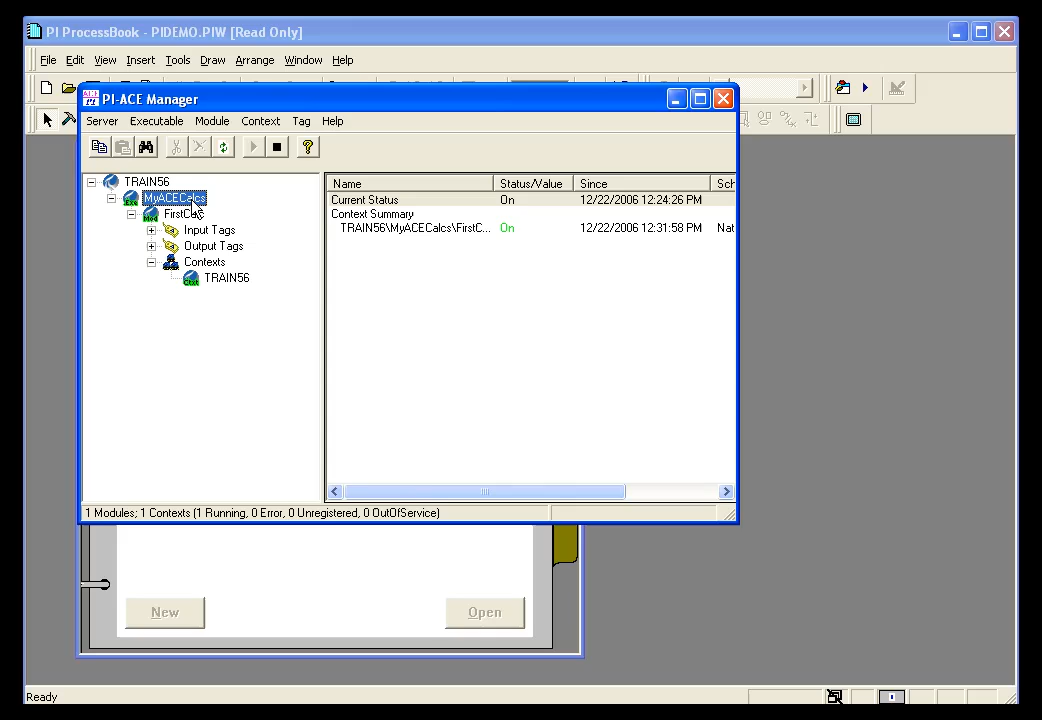 PI ProcessBook - PIDEMO.PIW [Read Only]
File Edit View Insert Tools Draw Arrange Window Help
PI-ACE Manager
Server Executable Module Context Tag Help
TRAIN56
MyACECalcs
Input Tags
Output Tags
Contexts
TRAIN56
Name Status/Value Since Sch
Current Status On 12/22/2006 12:24:26 PM
Context Summary
TRAIN56\MyACECalcs\FirstC... On 12/22/2006 12:31:58 PM Nat
1 Modules; 1 Contexts (1 Running, 0 Error, 0 Unregistered, 0 OutOfService)
New Open
Ready